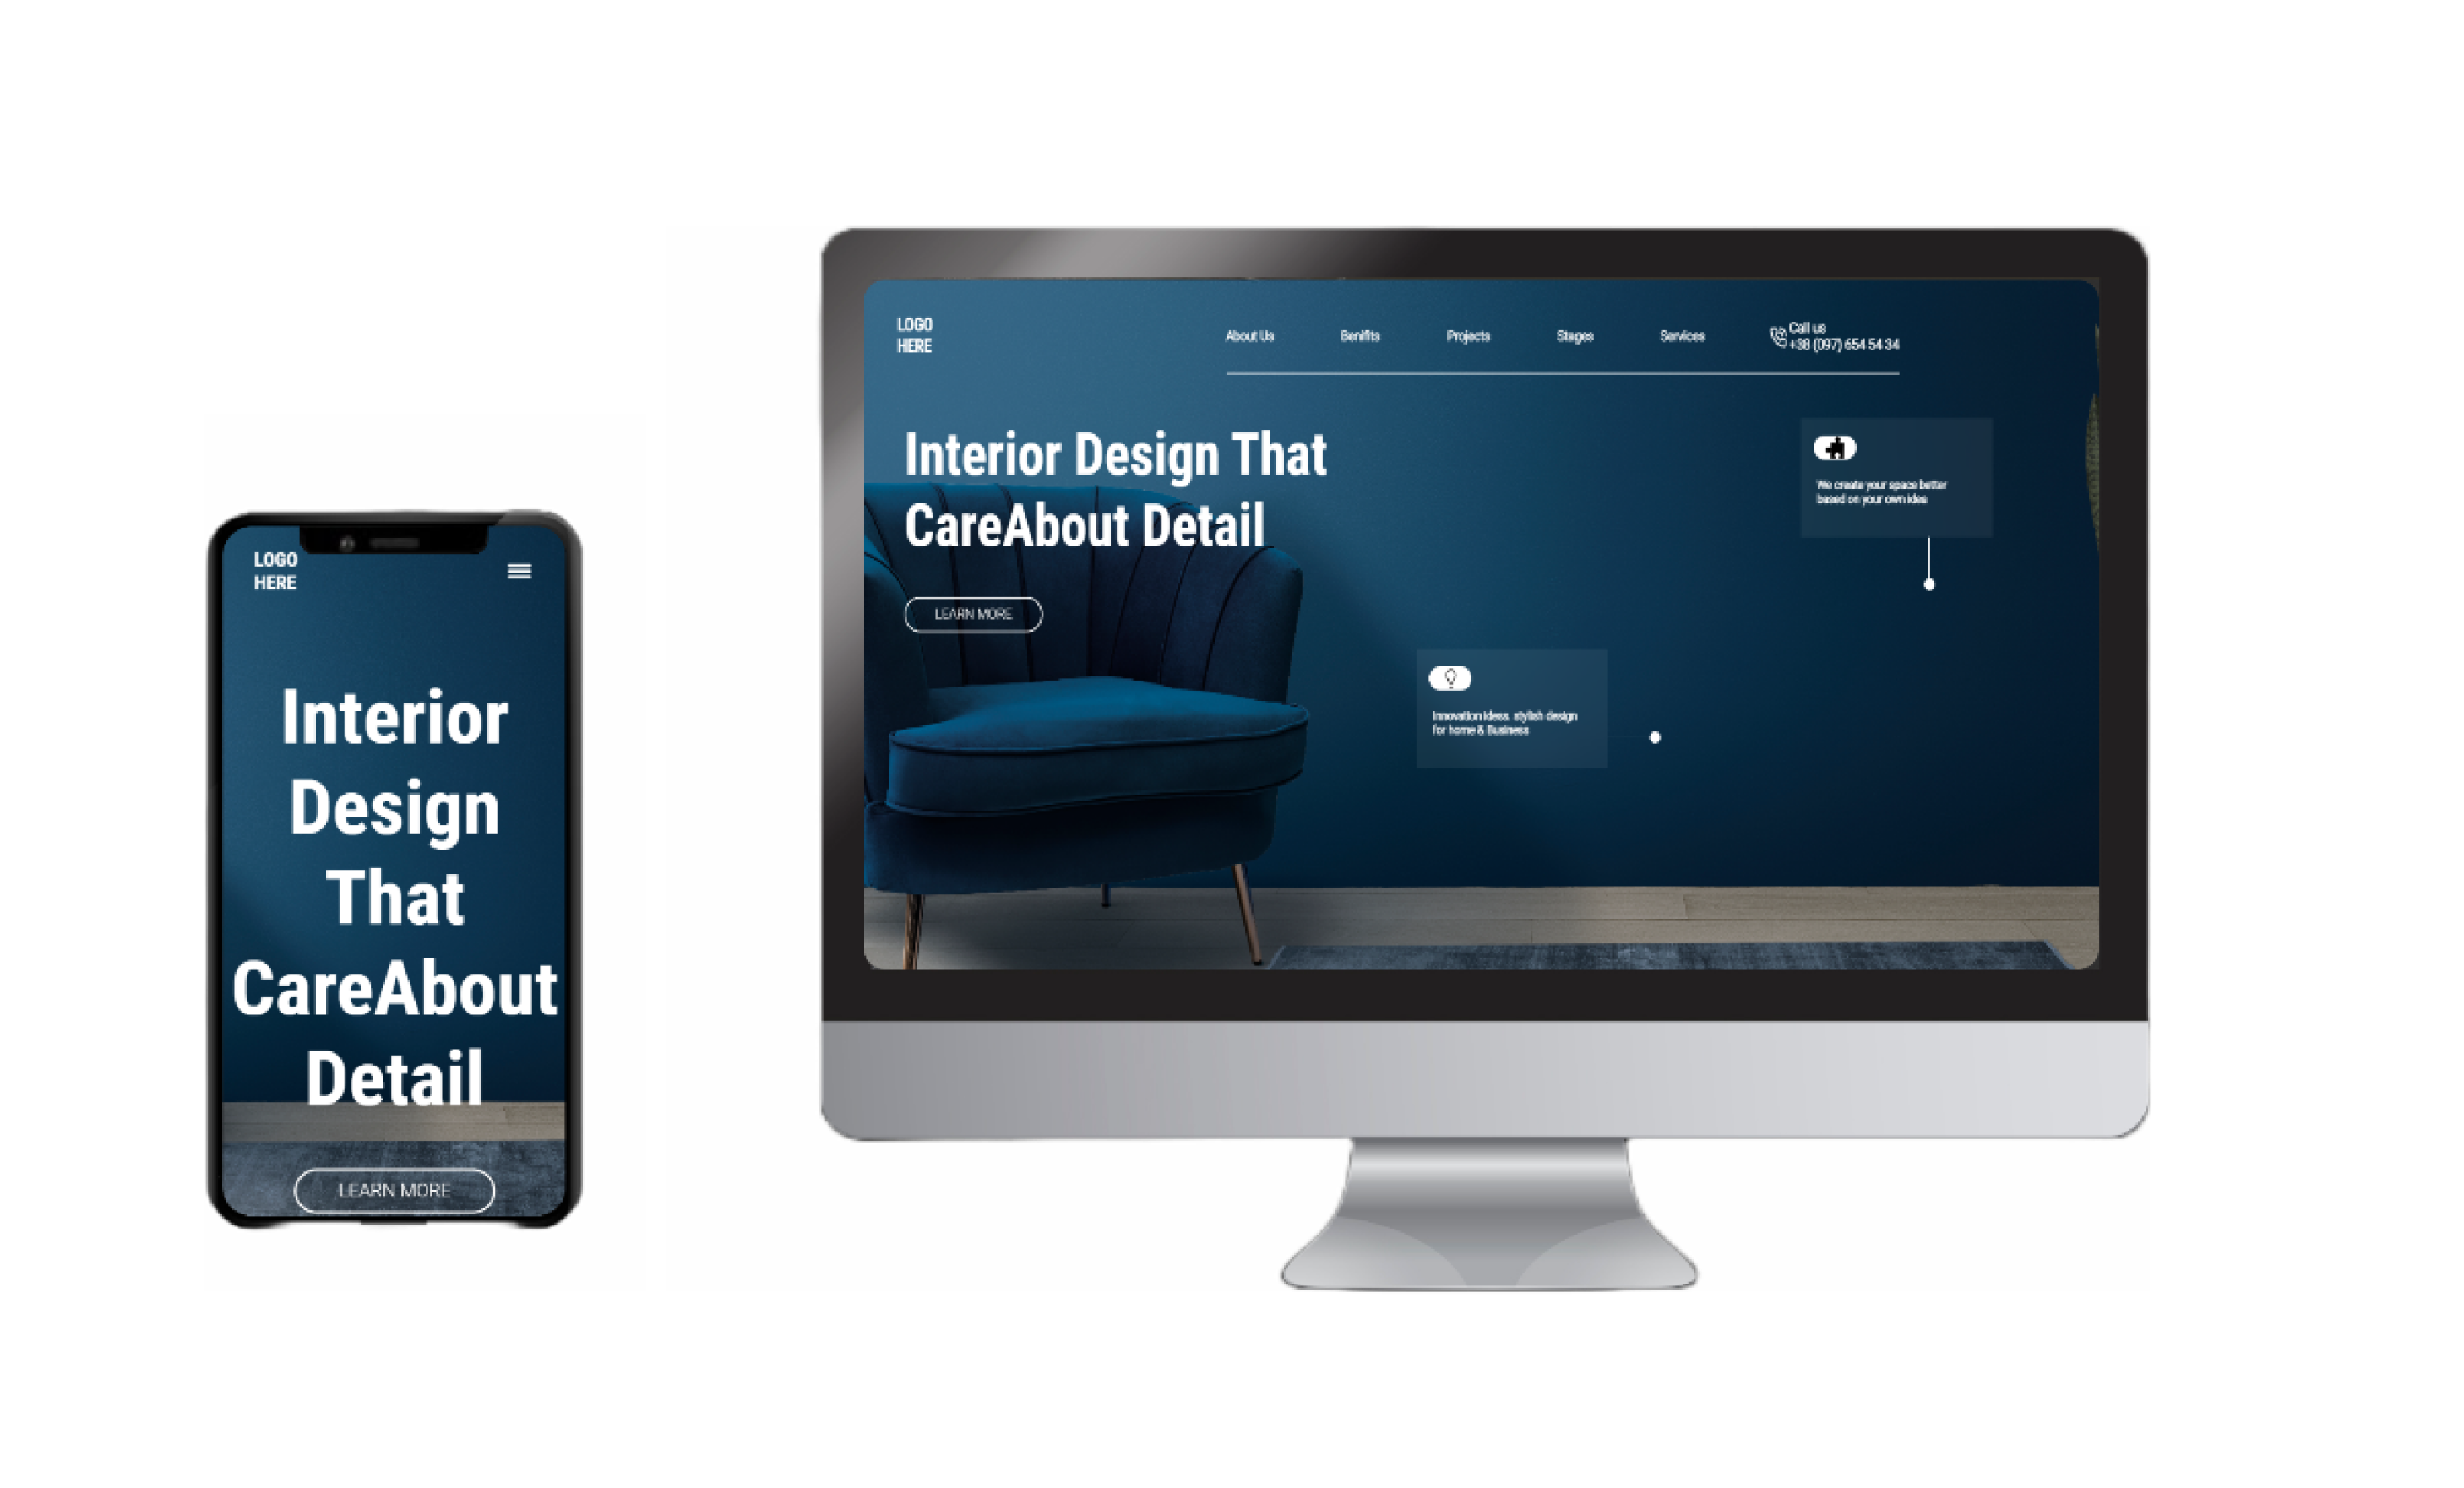 LOGO
HERE
Interior
Design
That
CareAbout
Detail
LEARN MORE
LOGO
HERE
About Us
Benifits
Projects
Stages
Services
Call us
+38 (097) 654 54 34
Interior Design That
CareAbout Detail
LEARN MORE
We create your space better
based on your own idea
Innovation ideas. stylish design
for home & Business